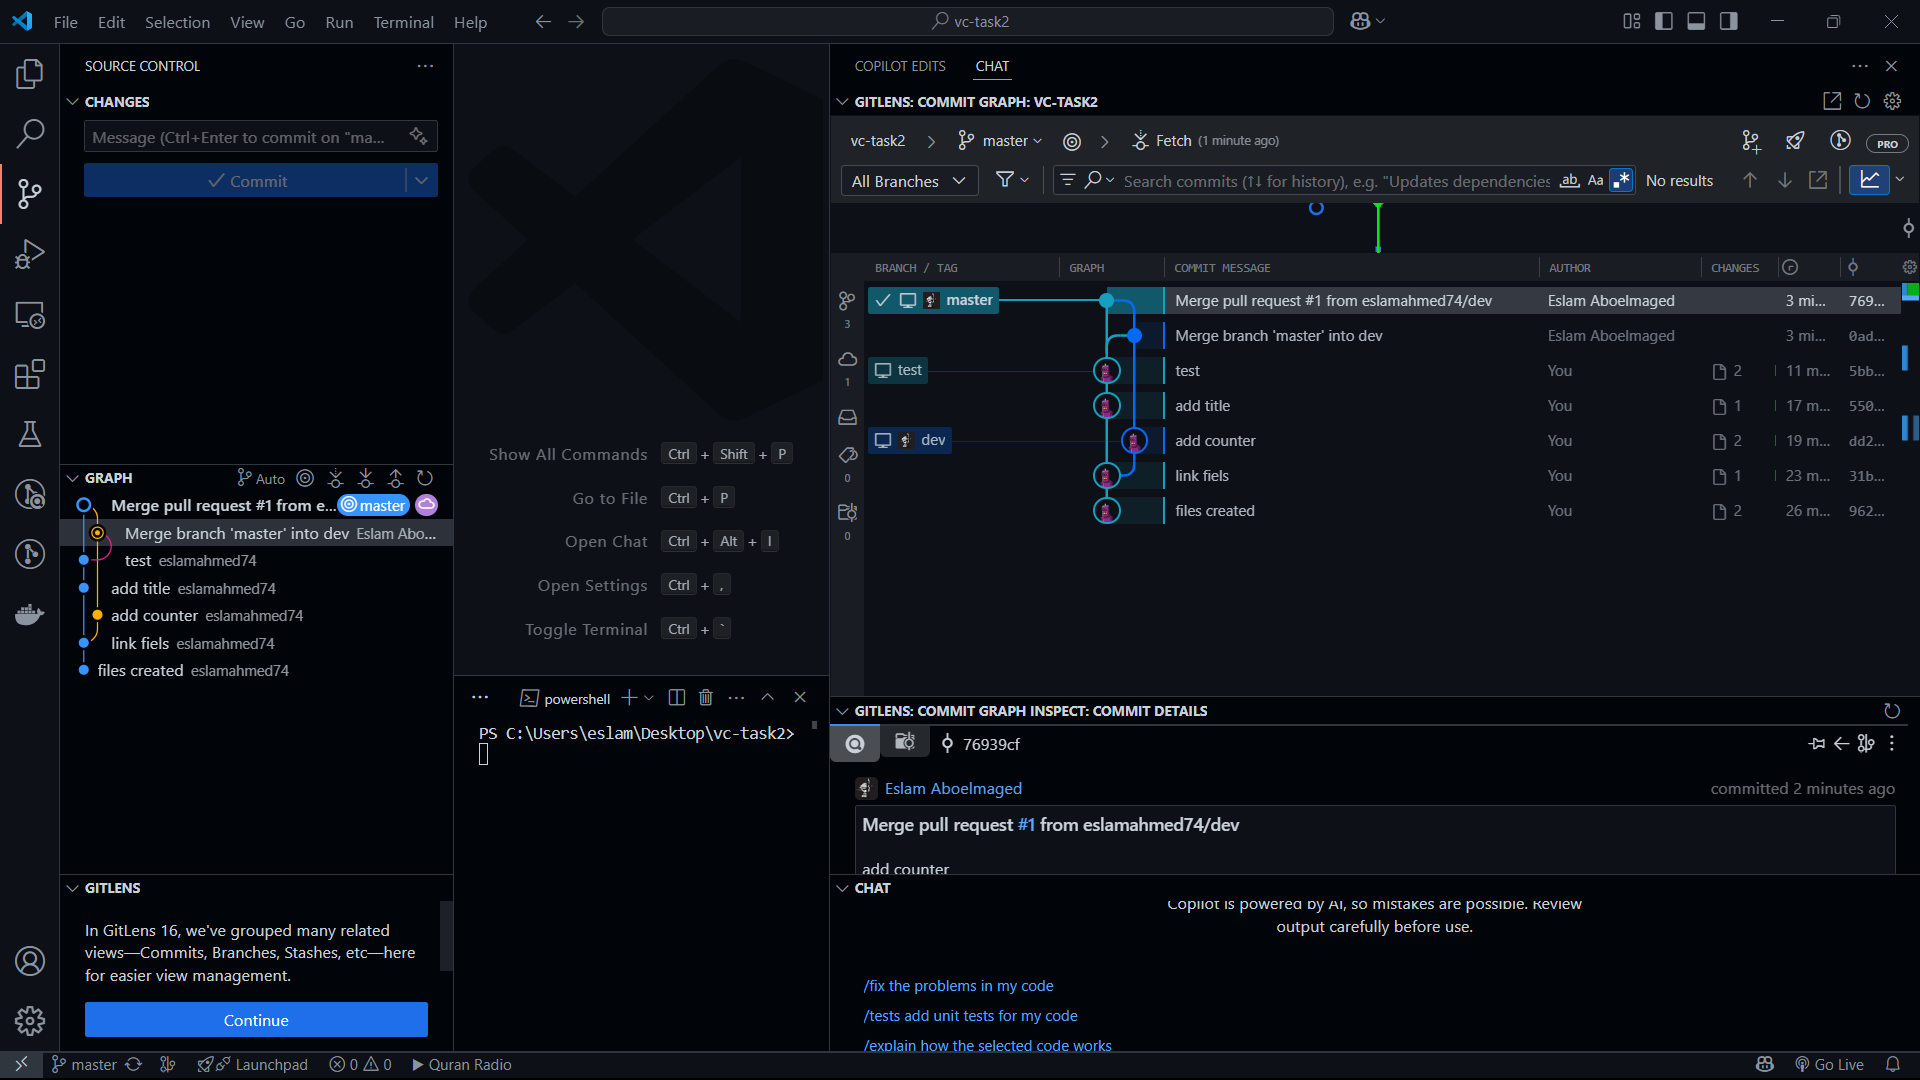 File Edit Selection View Go Run Terminal Help
vc-task2
SOURCE CONTROL
CHANGES
Message (Ctrl+Enter to commit on "ma...
Commit
GRAPH
Auto
Merge pull request #1 from e... master
Merge branch 'master' into dev Eslam Abo...
test eslamahmed74
add title eslamahmed74
add counter eslamahmed74
link fiels eslamahmed74
files created eslamahmed74
GITLENS
In GitLens 16, we've grouped many related
views—Commits, Branches, Stashes, etc—here
for easier view management.
Continue
Show All Commands Ctrl + Shift + P
Go to File Ctrl + P
Open Chat Ctrl + Alt + I
Open Settings Ctrl + ,
Toggle Terminal Ctrl + `
powershell
PS C:\Users\eslam\Desktop\vc-task2>
COPILOT EDITS CHAT
GITLENS: COMMIT GRAPH: VC-TASK2
vc-task2 master Fetch (1 minute ago) PRO
All Branches Search commits (↑↓ for history), e.g. "Updates dependencies ab Aa No results
BRANCH / TAG GRAPH COMMIT MESSAGE AUTHOR CHANGES
master Merge pull request #1 from eslamahmed74/dev Eslam Aboelmaged 3 mi... 769...
3
Merge branch 'master' into dev Eslam Aboelmaged 3 mi... 0ad...
test test You 2 11 m... 5bb...
1
add title You 1 17 m... 550...
dev add counter You 2 19 m... dd2...
link fiels You 1 23 m... 31b...
0
files created You 2 26 m... 962...
0
GITLENS: COMMIT GRAPH INSPECT: COMMIT DETAILS
76939cf
Eslam Aboelmaged committed 2 minutes ago
Merge pull request #1 from eslamahmed74/dev
add counter
CHAT
Copilot is powered by AI, so mistakes are possible. Review
output carefully before use.
/fix the problems in my code
/tests add unit tests for my code
/explain how the selected code works
master Launchpad 0 0 Quran Radio Go Live